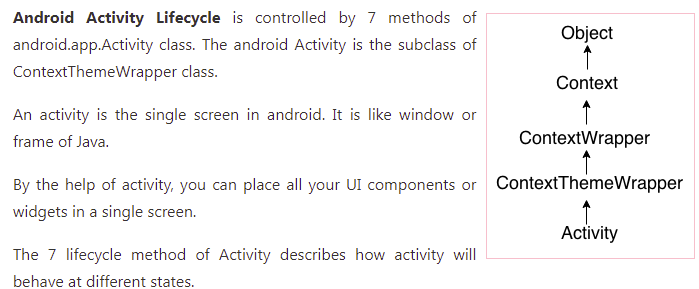 Android Activity Lifecycle is controlled by 7 methods of
android.app.Activity class. The android Activity is the subclass of
ContextThemeWrapper class.
An activity is the single screen in android. It is like window or
frame of Java.
By the help of activity, you can place all your UI components or
widgets in a single screen.
The 7 lifecycle method of Activity describes how activity will
behave at different states.
Object
Context
ContextWrapper
ContextThemeWrapper
Activity